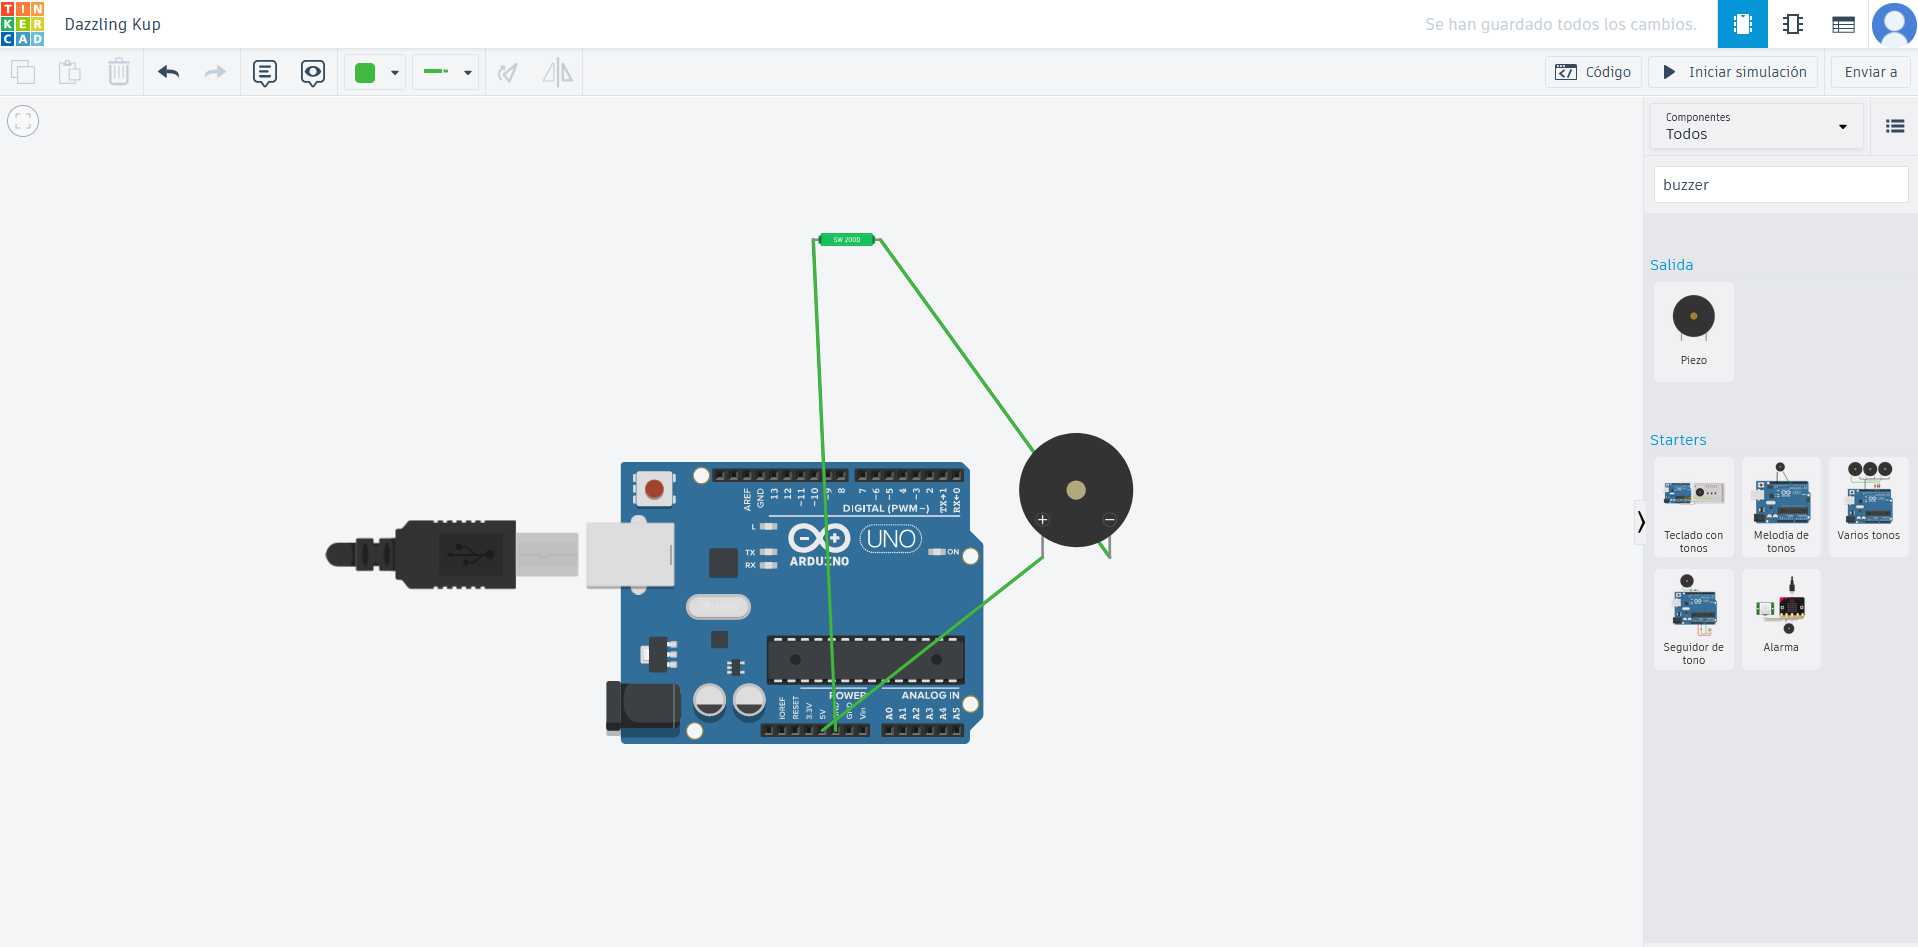 TIN
KER
CAD
Dazzling Kup
Se han guardado todos los cambios.
Código
Iniciar simulación
Enviar a
Componentes
Todos
buzzer
Salida
Piezo
Starters
Teclado con
tonos
Melodía de
tonos
Varios tonos
Seguidor de
tono
Alarma
SW 200D
AREF
GND
13
12
~11
~10
~9
8
7
~6
~5
4
~3
2
TX→1
RX←0
DIGITAL (PWM~)
L
TX
RX
ARDUINO
UNO
ON
POWER
ANALOG IN
IOREF
RESET
3.3V
5V
GND
GND
Vin
A0
A1
A2
A3
A4
A5